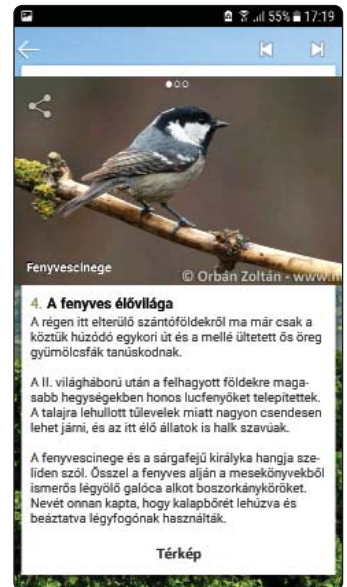 55% 17:19
Fenyvescinege
© Orbán Zoltán - www.m
4. A fenyves élővilága
A régen itt elterülő szántóföldekről ma már csak a
köztük húzódó egykori út és a mellé ültetett ős öreg
gyümölcsfák tanúskodnak.
A II. világháború után a felhagyott földekre maga-
sabb hegységekben honos lucfenyőket telepítettek.
A talajra lehullott tűlevelek miatt nagyon csendesen
lehet járni, és az itt élő állatok is halk szavúak.
A fenyvescinege és a sárgafejű királyka hangja sze-
líden szól. Ősszel a fenyves alján a mesekönyvekből
ismerős légyölő galóca alkot boszorkányköröket.
Nevét onnan kapta, hogy kalapbőrét lehúzva és
beáztatva légyfogónak használták.
Térkép